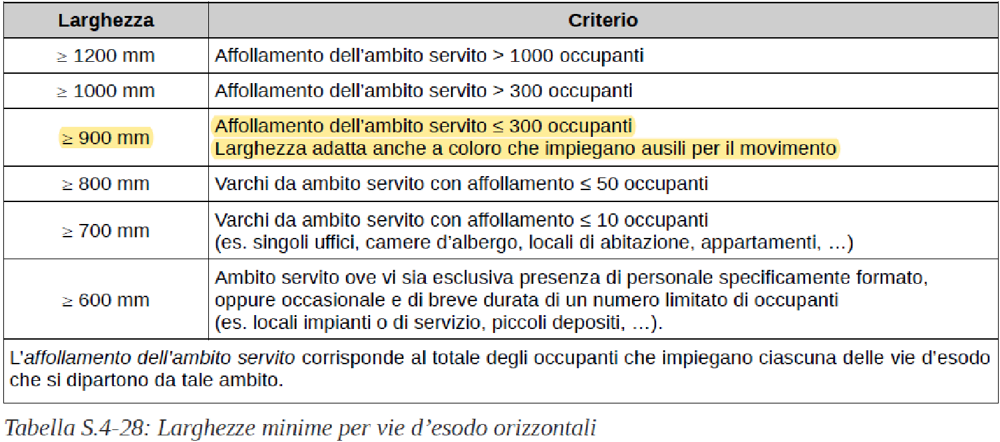 Larghezza Criterio
≥ 1200 mm Affollamento dell’ambito servito > 1000 occupanti
≥ 1000 mm Affollamento dell’ambito servito > 300 occupanti
≥ 900 mm Affollamento dell’ambito servito ≤ 300 occupanti
Larghezza adatta anche a coloro che impiegano ausili per il movimento
≥ 800 mm Varchi da ambito servito con affollamento ≤ 50 occupanti
≥ 700 mm Varchi da ambito servito con affollamento ≤ 10 occupanti
(es. singoli uffici, camere d’albergo, locali di abitazione, appartamenti, …)
≥ 600 mm Ambito servito ove vi sia esclusiva presenza di personale specificamente formato,
oppure occasionale e di breve durata di un numero limitato di occupanti
(es. locali impianti o di servizio, piccoli depositi, …).
L'affollamento dell'ambito servito corrisponde al totale degli occupanti che impiegano ciascuna delle vie d’esodo
che si dipartono da tale ambito.
Tabella S.4-28: Larghezze minime per vie d’esodo orizzontali